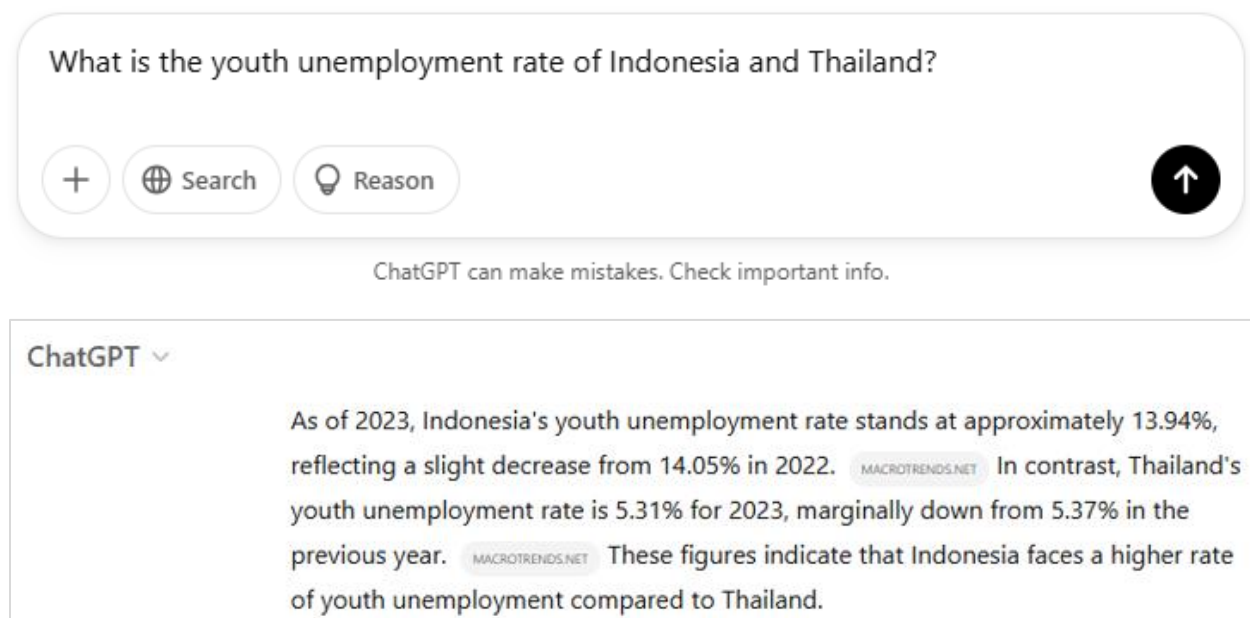 What is the youth unemployment rate of Indonesia and Thailand?
Search
Reason
ChatGPT can make mistakes. Check important info.
ChatGPT
As of 2023, Indonesia's youth unemployment rate stands at approximately 13.94%,
reflecting a slight decrease from 14.05% in 2022. MACROTRENDS.NET In contrast, Thailand's
youth unemployment rate is 5.31% for 2023, marginally down from 5.37% in the
previous year. MACROTRENDS.NET These figures indicate that Indonesia faces a higher rate
of youth unemployment compared to Thailand.